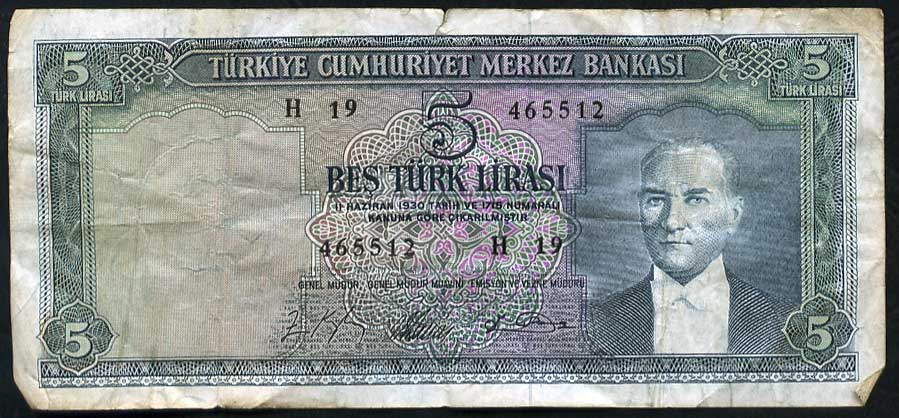 5 TÜRKİYE CUMHURİYET MERKEZ BANKASI 5
TÜRK LİRASI TÜRK LİRASI
H 19 5 465512
BEŞ TÜRK LİRASI
11 HAZİRAN 1930 TARİH VE 1715 NUMARALI
KANUNA GÖRE ÇIKARILMIŞTIR
465512 H 19
GENEL MÜDÜR, GENEL MÜDÜR MUAVİNİ, EMİSYON VE VEZNE MÜDÜRÜ
5 5